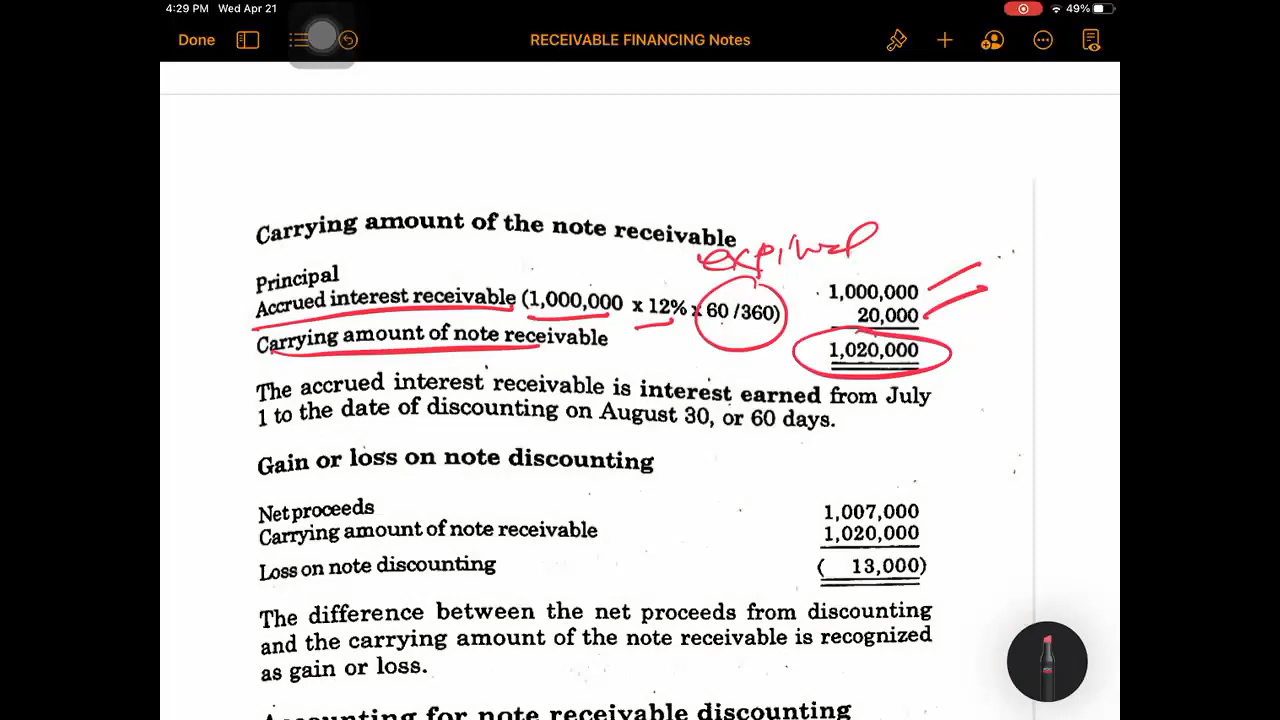 4:29 PM Wed Apr 21
49%
Done
RECEIVABLE FINANCING Notes
Carrying amount of the note receivable
expired
Principal 1,000,000
Accrued interest receivable (1,000,000 x 12% x 60 /360) 20,000
Carrying amount of note receivable 1,020,000
The accrued interest receivable is interest earned from July
1 to the date of discounting on August 30, or 60 days.
Gain or loss on note discounting
Net proceeds 1,007,000
Carrying amount of note receivable 1,020,000
Loss on note discounting ( 13,000)
The difference between the net proceeds from discounting
and the carrying amount of the note receivable is recognized
as gain or loss.
Accounting for note receivable discounting